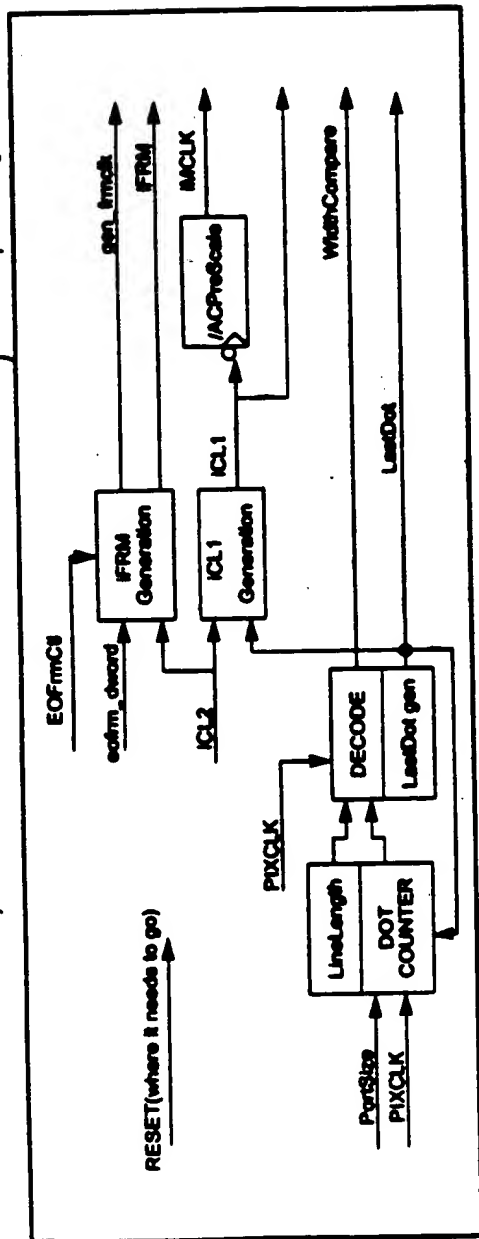 gen_frmclk
IFRM
IMCLK
WidthCompare
LastDot
/ACPreScale
ICL1
IFRM
Generation
ICL1
Generation
EOFrmCtl
eofrm_dword
ICL2
DECODE
LastDot gen
PIXCLK
LineLength
DOT
COUNTER
PortSize
PIXCLK
RESET(where it needs to go)